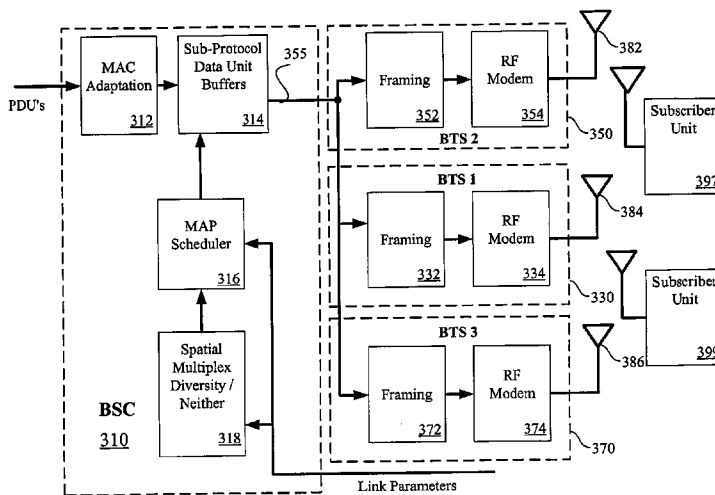 PDU's
MAC
Adaptation
312
Sub-Protocol
Data Unit
Buffers
314
355
MAP
Scheduler
316
Spatial
Multiplex
Diversity /
Neither
318
BSC
310
Link Parameters
Framing
352
RF
Modem
354
BTS 2
350
382
BTS 1
Framing
332
RF
Modem
334
330
384
BTS 3
Framing
372
RF
Modem
374
370
386
Subscriber
Unit
397
Subscriber
Unit
399